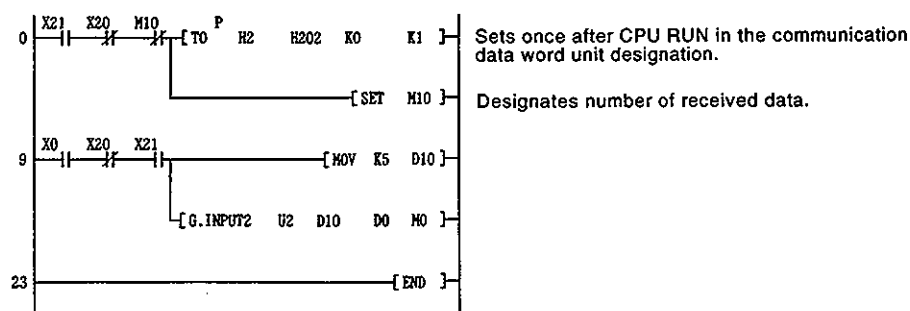 X21 X20 M10 P
0 [ TO H2 H202 K0 K1 ] Sets once after CPU RUN in the communication
data word unit designation.
[ SET M10 ] Designates number of received data.
X0 X20 X21
9 [ MOV K5 D10 ]
[ G.INPUT2 U2 D10 D0 M0 ]
23 [ END ]